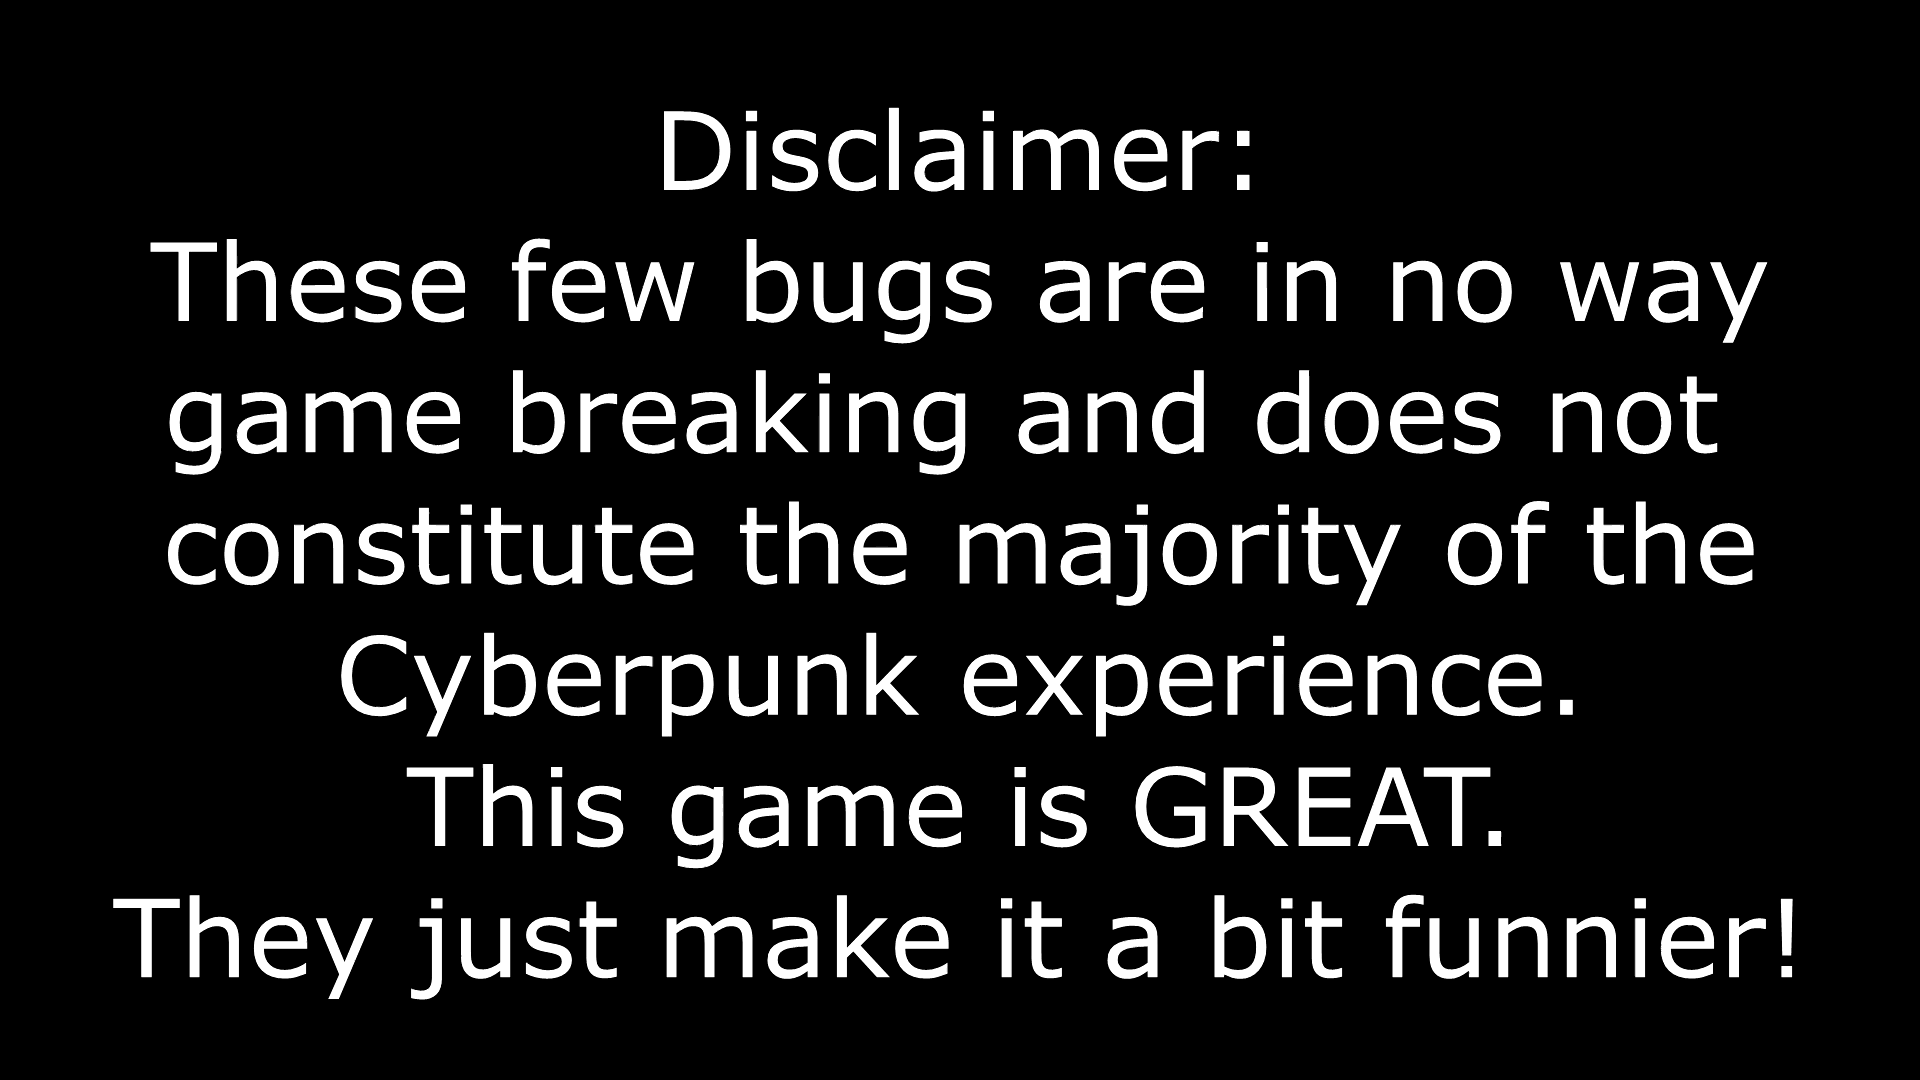 Disclaimer:
These few bugs are in no way
game breaking and does not
constitute the majority of the
Cyberpunk experience.
This game is GREAT.
They just make it a bit funnier!